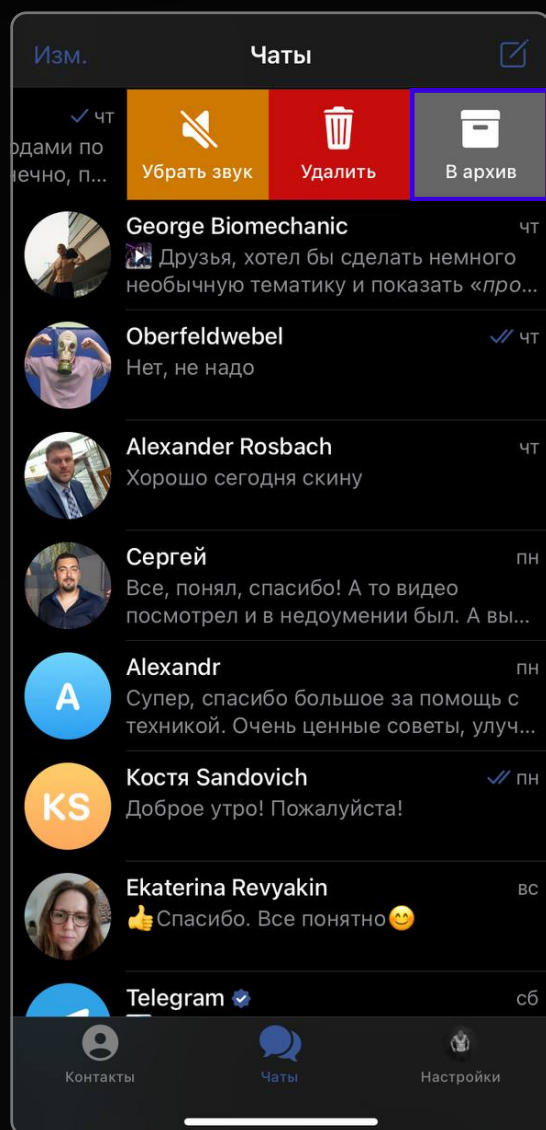 Изм.
Чаты
чт
одами по
нечно, п...
Убрать звук
Удалить
В архив
George Biomechanic
чт
Друзья, хотел бы сделать немного
необычную тематику и показать «про...
Oberfeldwebel
чт
Нет, не надо
Alexander Rosbach
чт
Хорошо сегодня скину
Сергей
пн
Все, понял, спасибо! А то видео
посмотрел и в недоумении был. А вы...
A
Alexandr
пн
Супер, спасибо большое за помощь с
техникой. Очень ценные советы, улуч...
KS
Костя Sandovich
пн
Доброе утро! Пожалуйста!
Ekaterina Revyakin
вс
👍Спасибо. Все понятно😊
Telegram
сб
Контакты
Чаты
Настройки